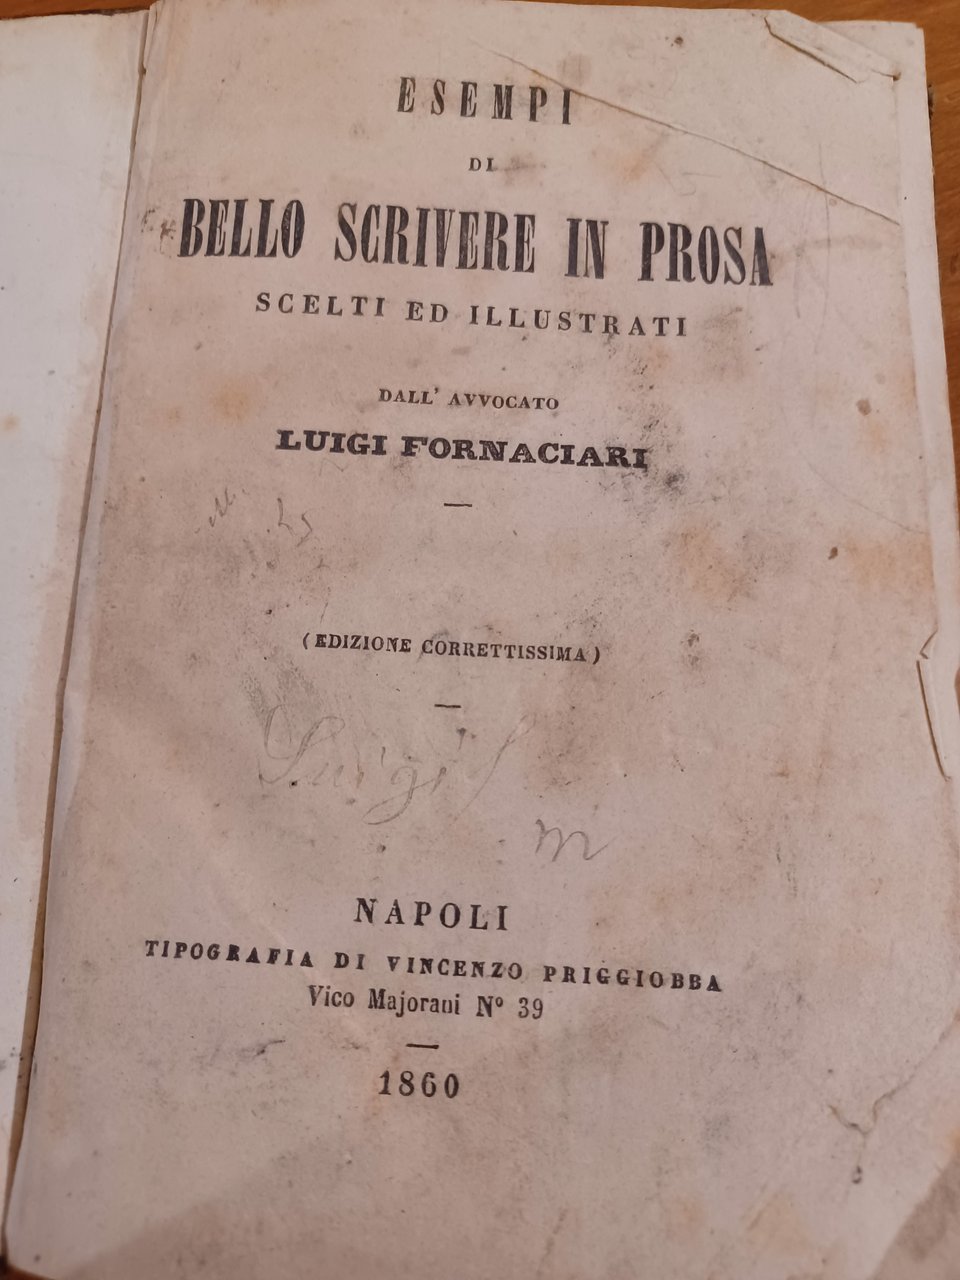 ESEMPI
DI
BELLO SCRIVERE IN PROSA
SCELTI ED ILLUSTRATI
DALL' AVVOCATO
LUIGI FORNACIARI
(EDIZIONE CORRETTISSIMA)
Luigi
NAPOLI
TIPOGRAFIA DI VINCENZO PRIGGIOBBA
Vico Majorani Nº 39
1860